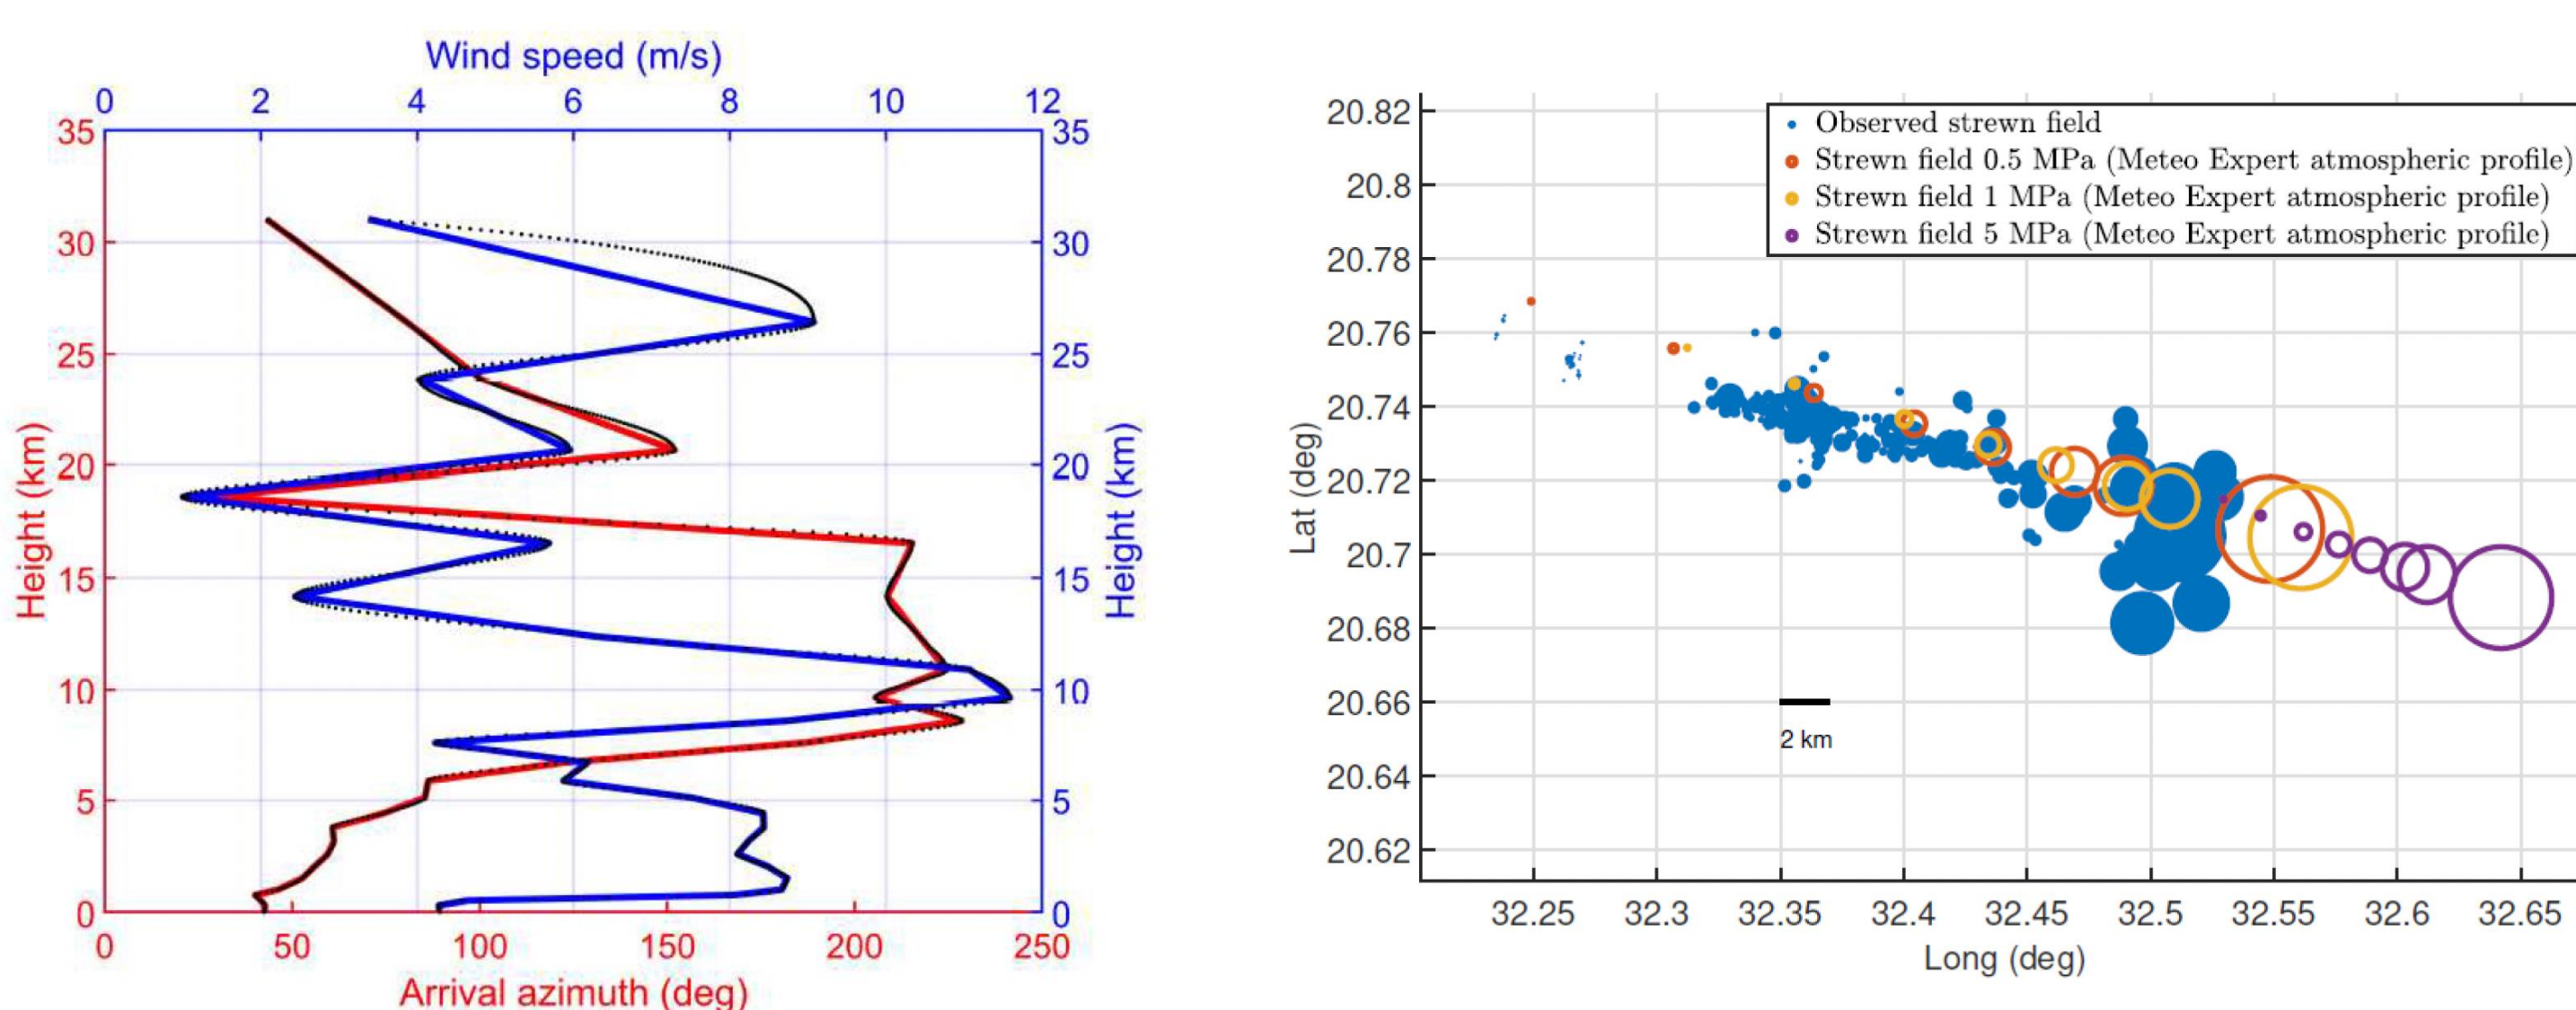 Wind speed (m/s)
0 2 4 6 8 10 12
35 35
30 30
25 25
20 20
15 15
10 10
5 5
0 0
Height (km)
Height (km)
0 50 100 150 200 250
Arrival azimuth (deg)
Observed strewn field
Strewn field 0.5 MPa (Meteo Expert atmospheric profile)
Strewn field 1 MPa (Meteo Expert atmospheric profile)
Strewn field 5 MPa (Meteo Expert atmospheric profile)
20.82
20.8
20.78
20.76
20.74
20.72
20.7
20.68
20.66
20.64
20.62
Lat (deg)
2 km
32.25 32.3 32.35 32.4 32.45 32.5 32.55 32.6 32.65
Long (deg)